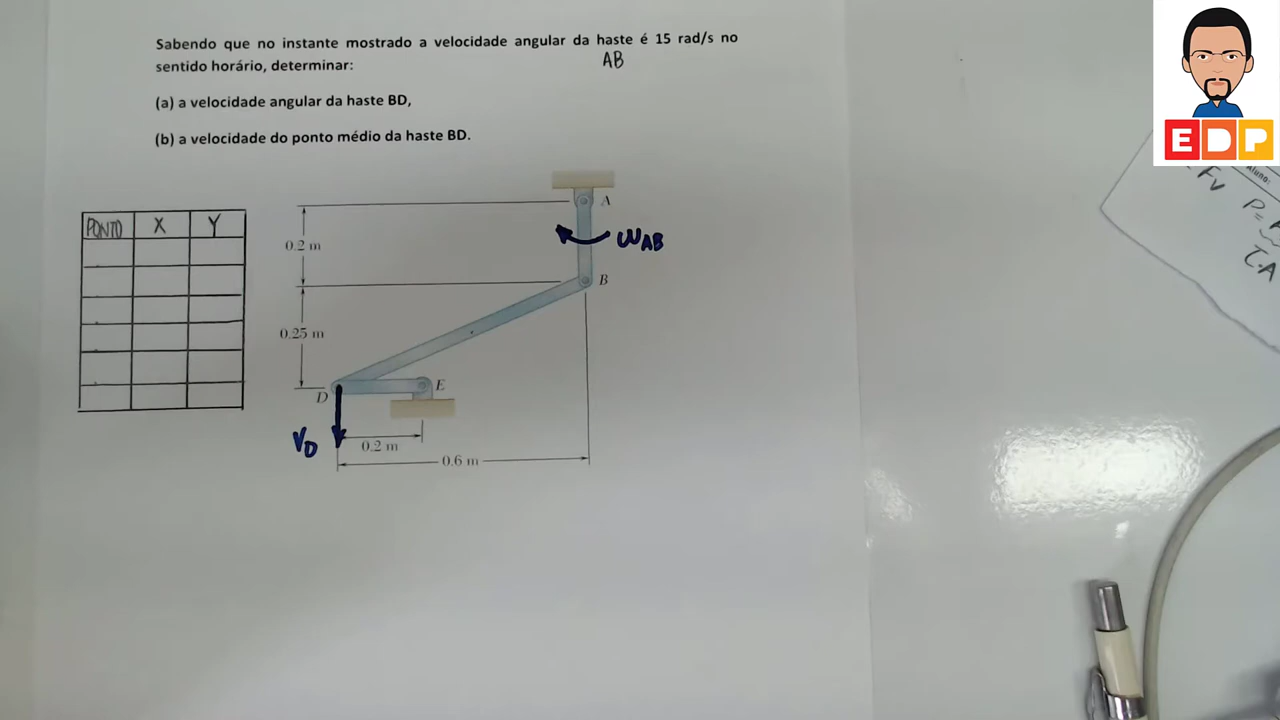 Sabendo que no instante mostrado a velocidade angular da haste é 15 rad/s no
AB
sentido horário, determinar:
(a) a velocidade angular da haste BD,
(b) a velocidade do ponto médio da haste BD.
PONTO X Y
A
0.2 m
ωAB
B
0.25 m
D
E
VD
0.2 m
0.6 m
EDP
Aluno:
Fv
P=
τ.A